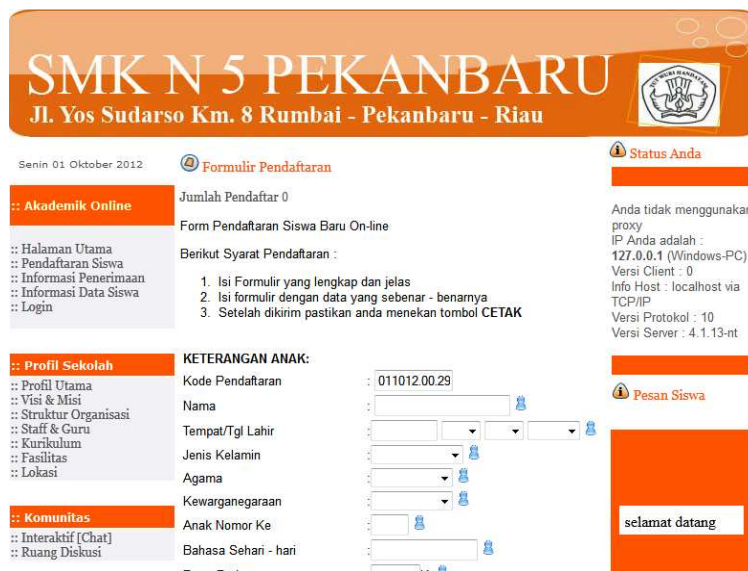 SMK N 5 PEKANBARU
Jl. Yos Sudarso Km. 8 Rumbai - Pekanbaru - Riau
Senin 01 Oktober 2012
:: Akademik Online
:: Halaman Utama
:: Pendaftaran Siswa
:: Informasi Penerimaan
:: Informasi Data Siswa
:: Login
:: Profil Sekolah
:: Profil Utama
:: Visi & Misi
:: Struktur Organisasi
:: Staff & Guru
:: Kurikulum
:: Fasilitas
:: Lokasi
:: Komunitas
:: Interaktif [Chat]
:: Ruang Diskusi
Formulir Pendaftaran
Jumlah Pendaftar 0
Form Pendaftaran Siswa Baru On-line
Berikut Syarat Pendaftaran :
1. Isi Formulir yang lengkap dan jelas
2. Isi formulir dengan data yang sebenar - benarnya
3. Setelah dikirim pastikan anda menekan tombol CETAK
KETERANGAN ANAK:
Kode Pendaftaran : 011012.00.29
Nama :
Tempat/Tgl Lahir :
Jenis Kelamin :
Agama :
Kewarganegaraan :
Anak Nomor Ke :
Bahasa Sehari - hari :
Status Anda
Anda tidak menggunakan
proxy
IP Anda adalah :
127.0.0.1 (Windows-PC)
Versi Client : 0
Info Host : localhost via
TCP/IP
Versi Protokol : 10
Versi Server : 4.1.13-nt
Pesan Siswa
selamat datang